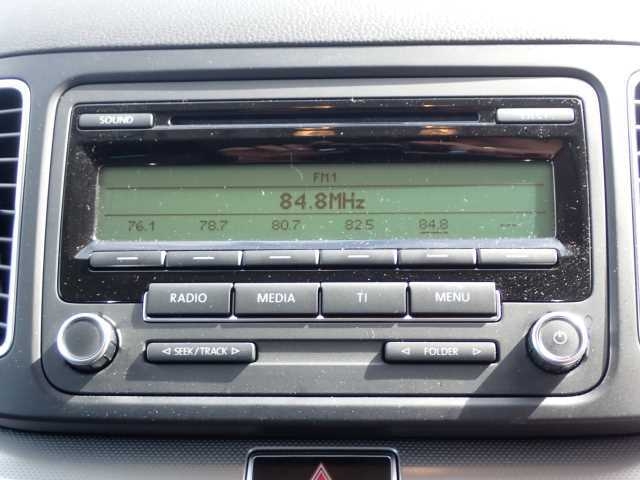 SOUND
FM1
84.8MHz
76.1 78.7 80.7 82.5 84.8 ---
RADIO MEDIA TI MENU
SEEK/TRACK FOLDER